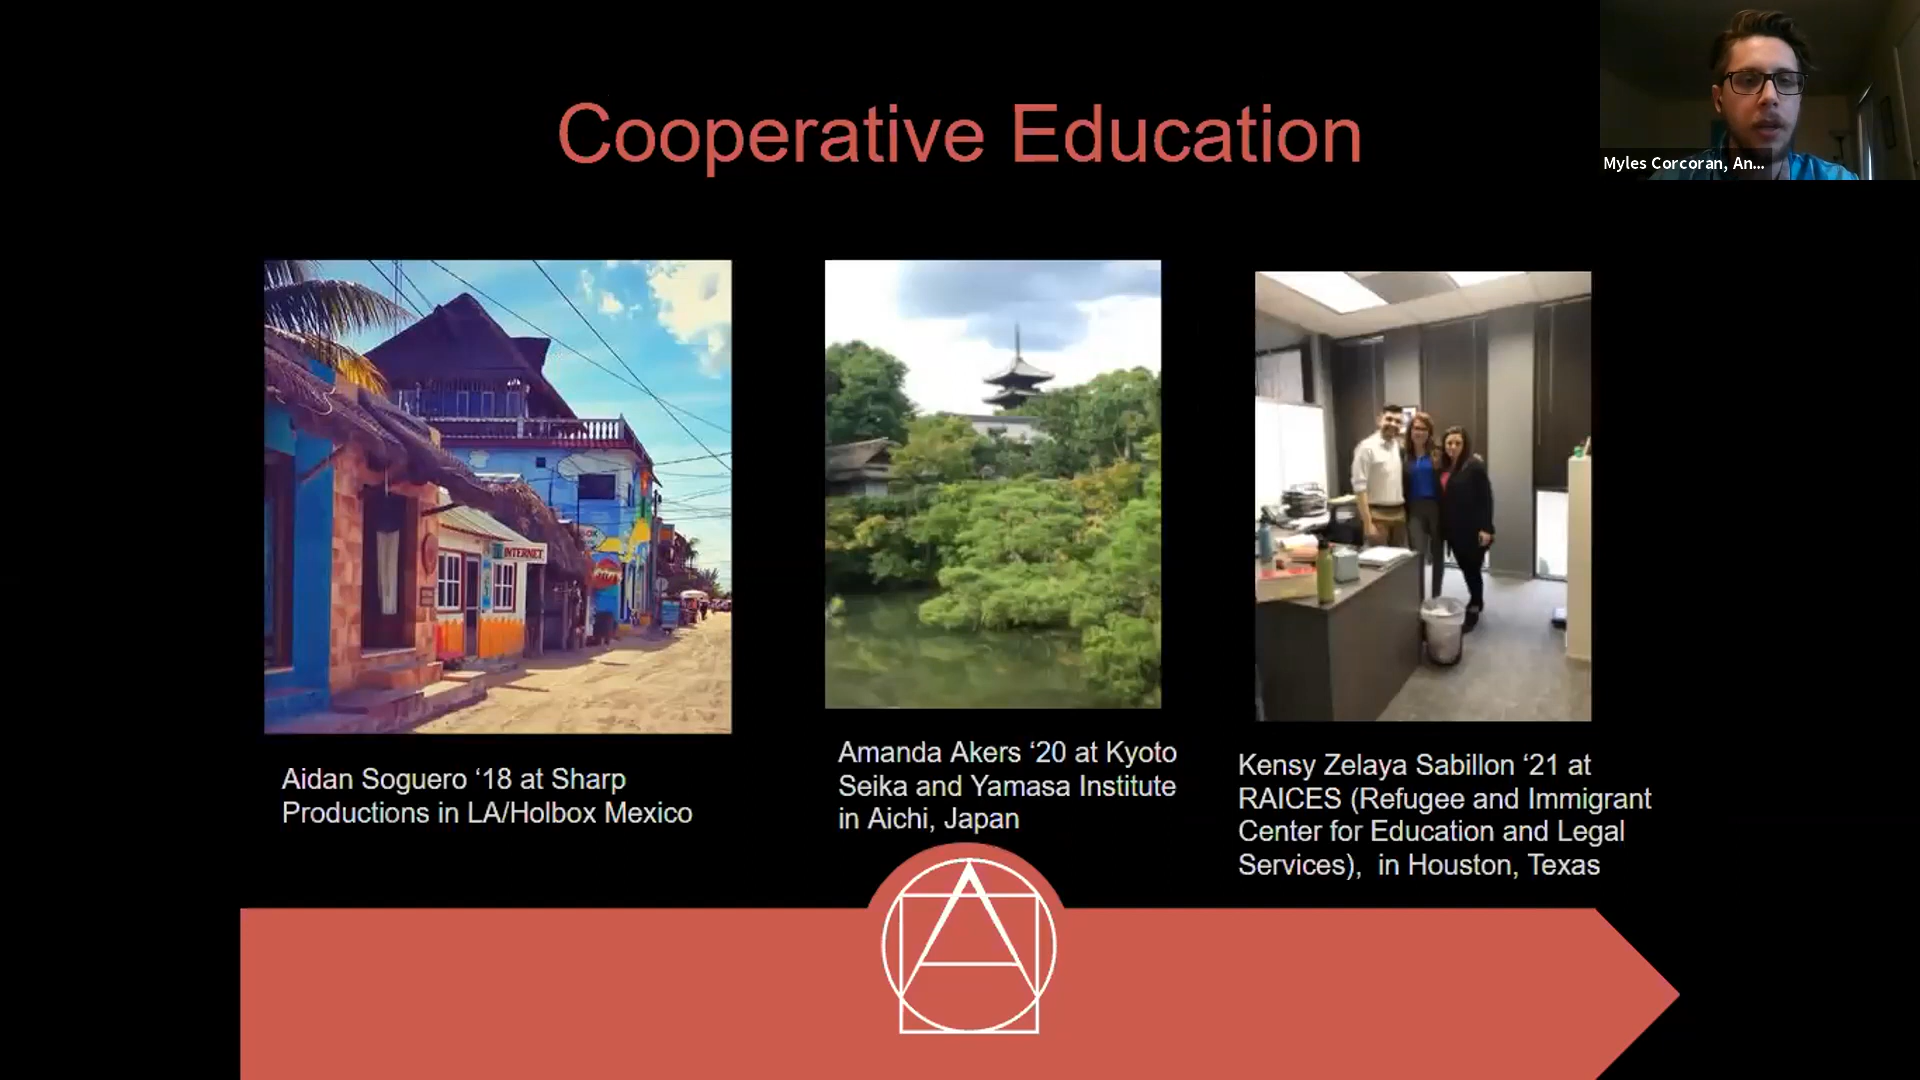 Cooperative Education
Myles Corcoran, An...
INTERNET
Aidan Soguero ‘18 at Sharp
Productions in LA/Holbox Mexico
Amanda Akers ‘20 at Kyoto
Seika and Yamasa Institute
in Aichi, Japan
Kensy Zelaya Sabillon ‘21 at
RAICES (Refugee and Immigrant
Center for Education and Legal
Services),  in Houston, Texas